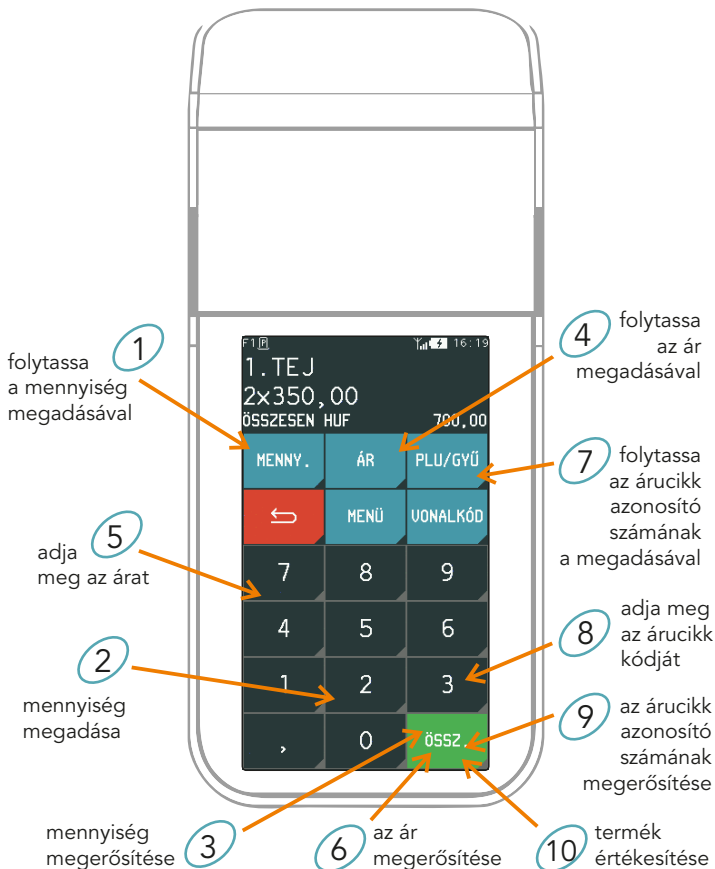 F1 P 16:19
1.TEJ
2x350,00
ÖSSZESEN HUF 700,00
MENNY. ÁR PLU/GYŰ
MENÜ VONALKÓD
7 8 9
4 5 6
1 2 3
, 0 ÖSSZ.
1
folytassa
a mennyiség
megadásával
2
mennyiség
megadása
3
mennyiség
megerősítése
4
folytassa
az ár
megadásával
5
adja
meg az árat
6
az ár
megerősítése
7
folytassa
az árucikk
azonosító
számának
a megadásával
8
adja meg
az árucikk
kódját
9
az árucikk
azonosító
számának
megerősítése
10
termék
értékesítése